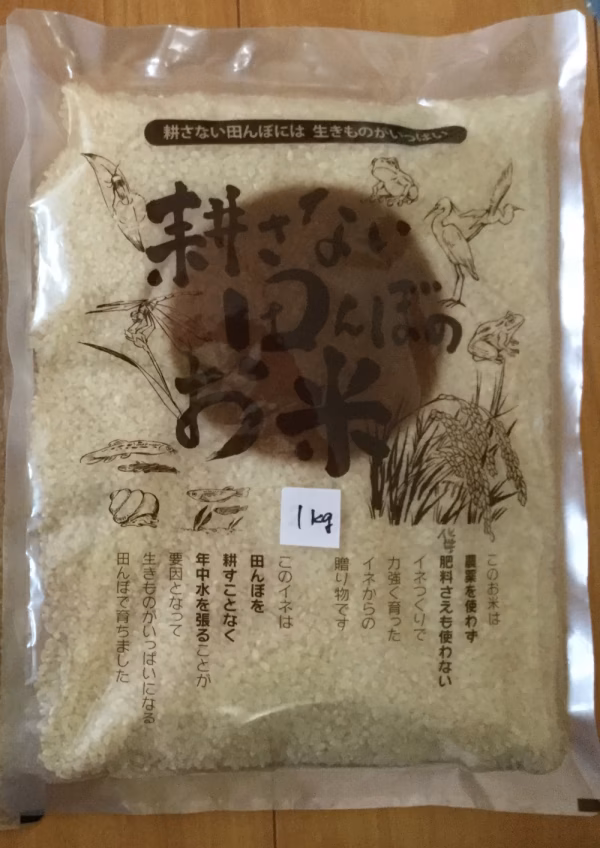 耕さない田んぼには 生きものがいっぱい
耕さない
田んぼの
お米
1kg
このお米は
農薬を使わず
化学肥料さえも使わない
イネつくりで
力強く育った
イネからの
贈り物です
このイネは
田んぼを
耕すことなく
年中水を張ることが
要因となって
生きものがいっぱいになる
田んぼで育ちました